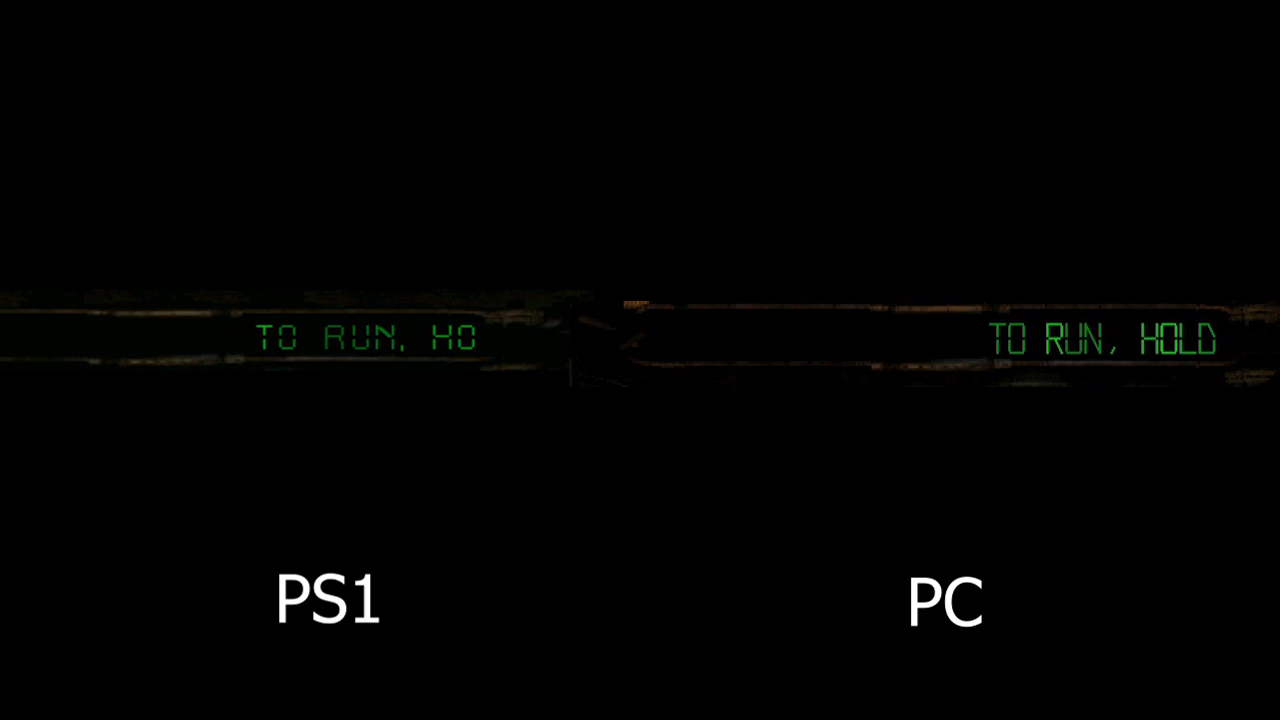 TO RUN, HO
TO RUN, HOLD
PS1
PC